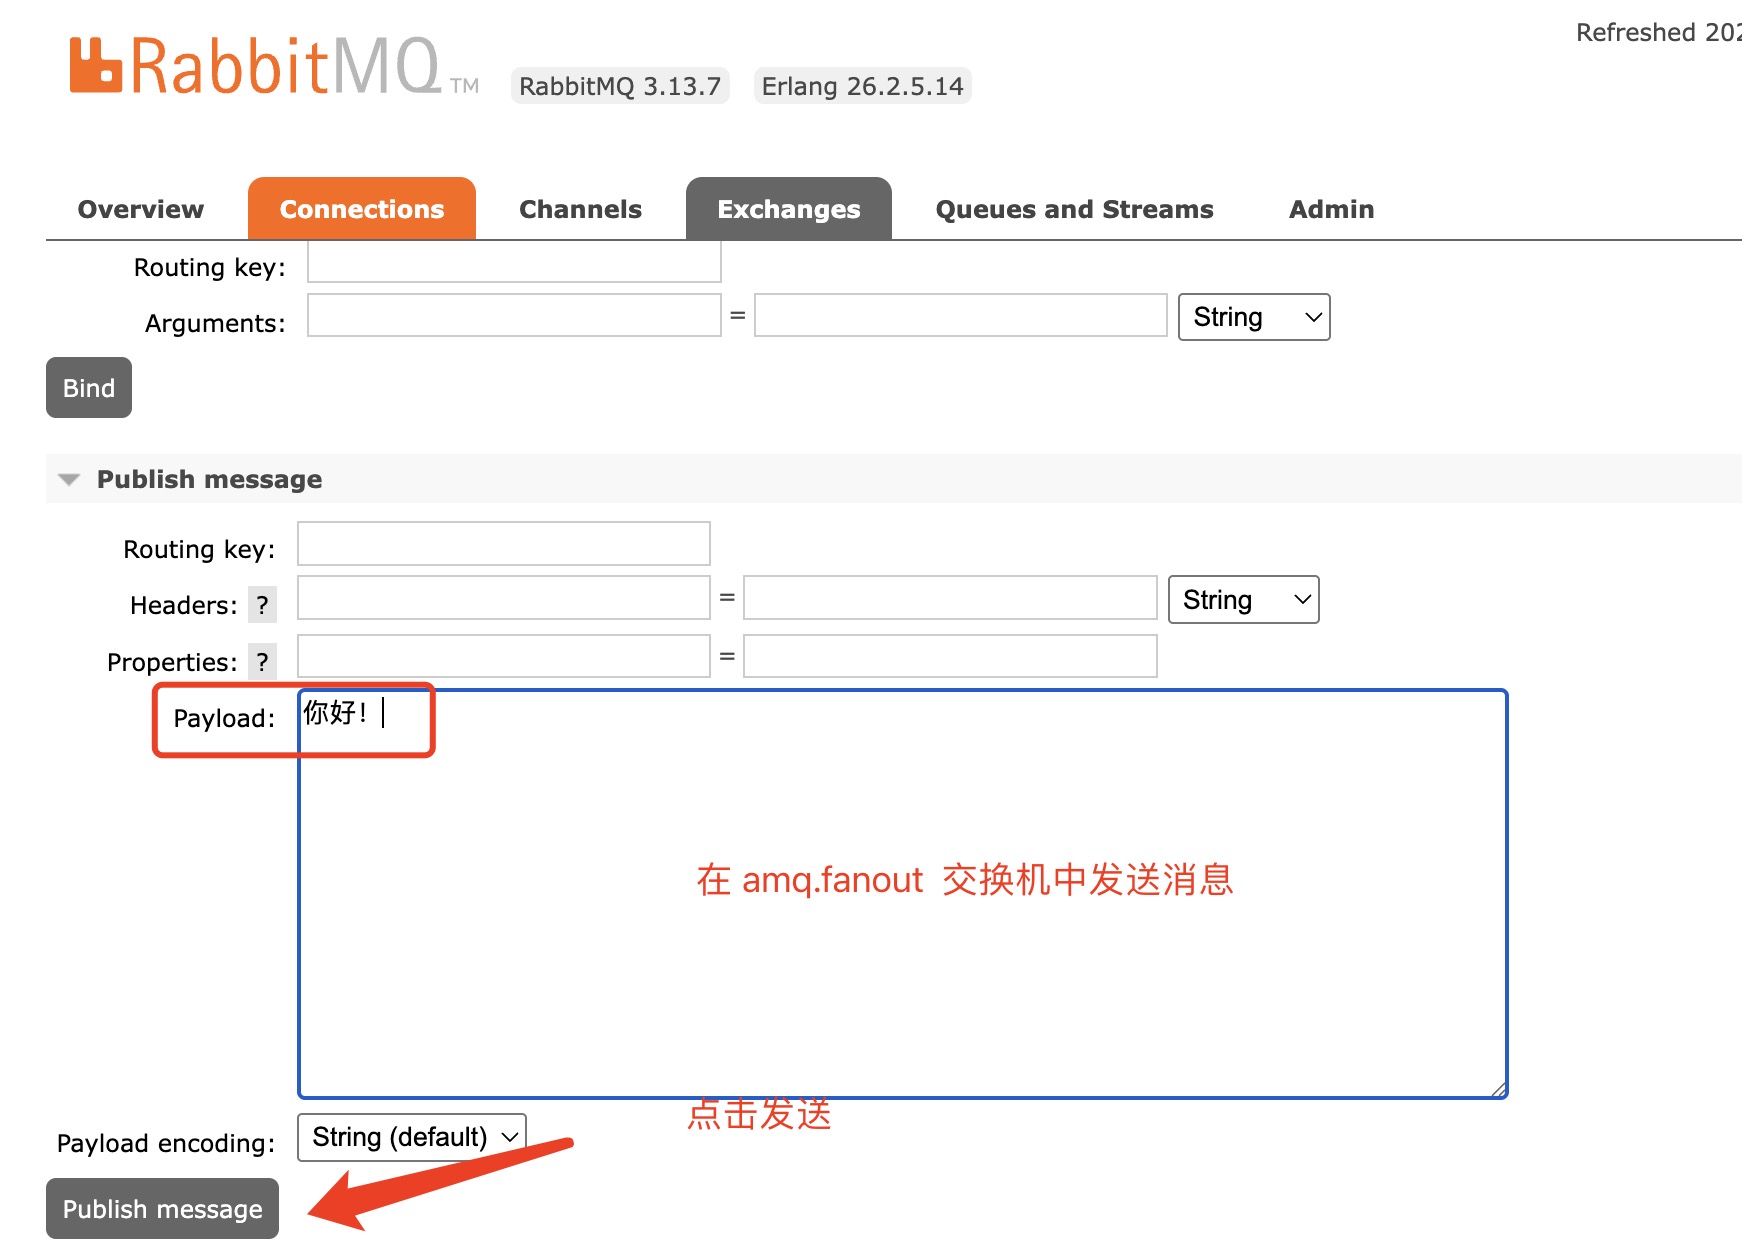 Refreshed 202
RabbitMQ TM RabbitMQ 3.13.7 Erlang 26.2.5.14
Overview Connections Channels Exchanges Queues and Streams Admin
Routing key:
Arguments: = String
Bind
Publish message
Routing key:
Headers: ? = String
Properties: ? =
Payload: 你好！
在 amq.fanout 交换机中发送消息
点击发送
Payload encoding: String (default)
Publish message